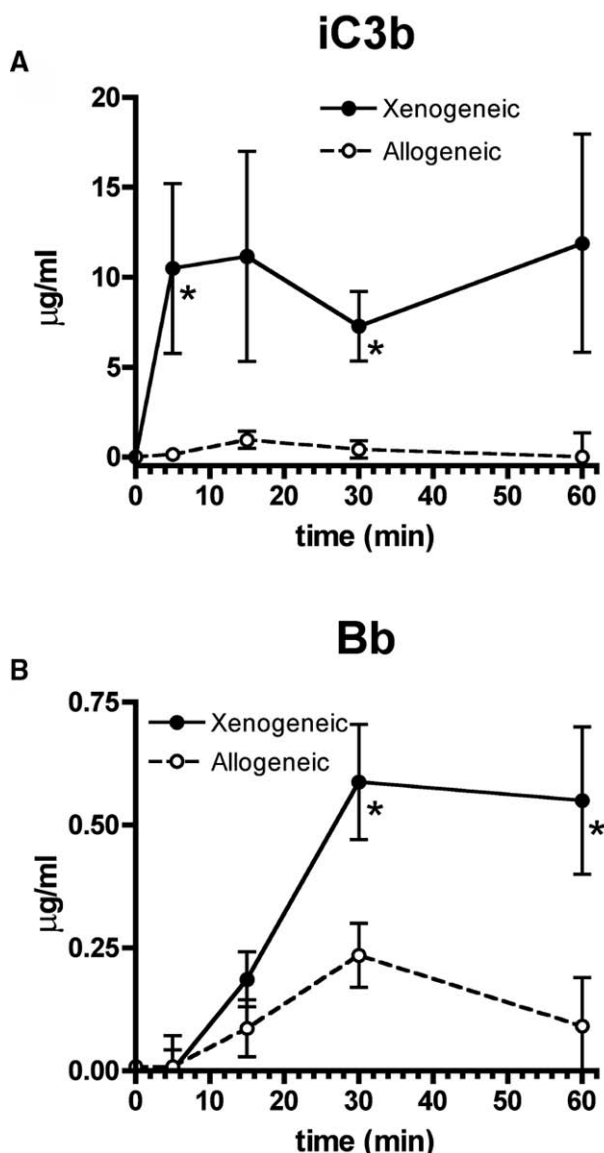 iC3b
A
20
Xenogeneic
Allogeneic
15
μg/ml
10
*
*
5
0
0 10 20 30 40 50 60
time (min)
Bb
B
0.75
Xenogeneic
Allogeneic
*
*
0.50
μg/ml
0.25
0.00
0 10 20 30 40 50 60
time (min)